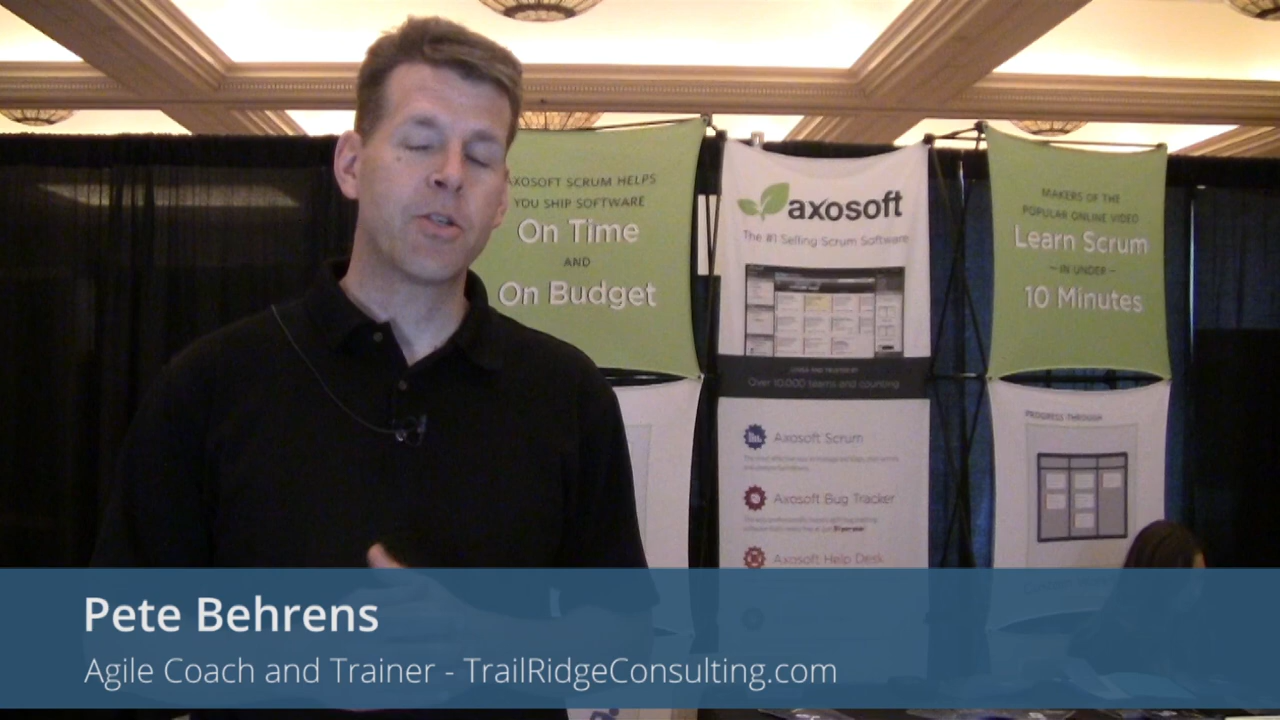 AXOSOFT SCRUM HELPS
YOU SHIP SOFTWARE
On Time
AND
On Budget
axosoft
The #1 Selling Scrum Software
Over 10,000 teams and counting
Axosoft Scrum
Axosoft Bug Tracker
Axosoft Help Desk
MAKERS OF THE
POPULAR ONLINE VIDEO
Learn Scrum
– IN UNDER –
10 Minutes
PROGRESS THROUGH
Pete Behrens
Agile Coach and Trainer - TrailRidgeConsulting.com